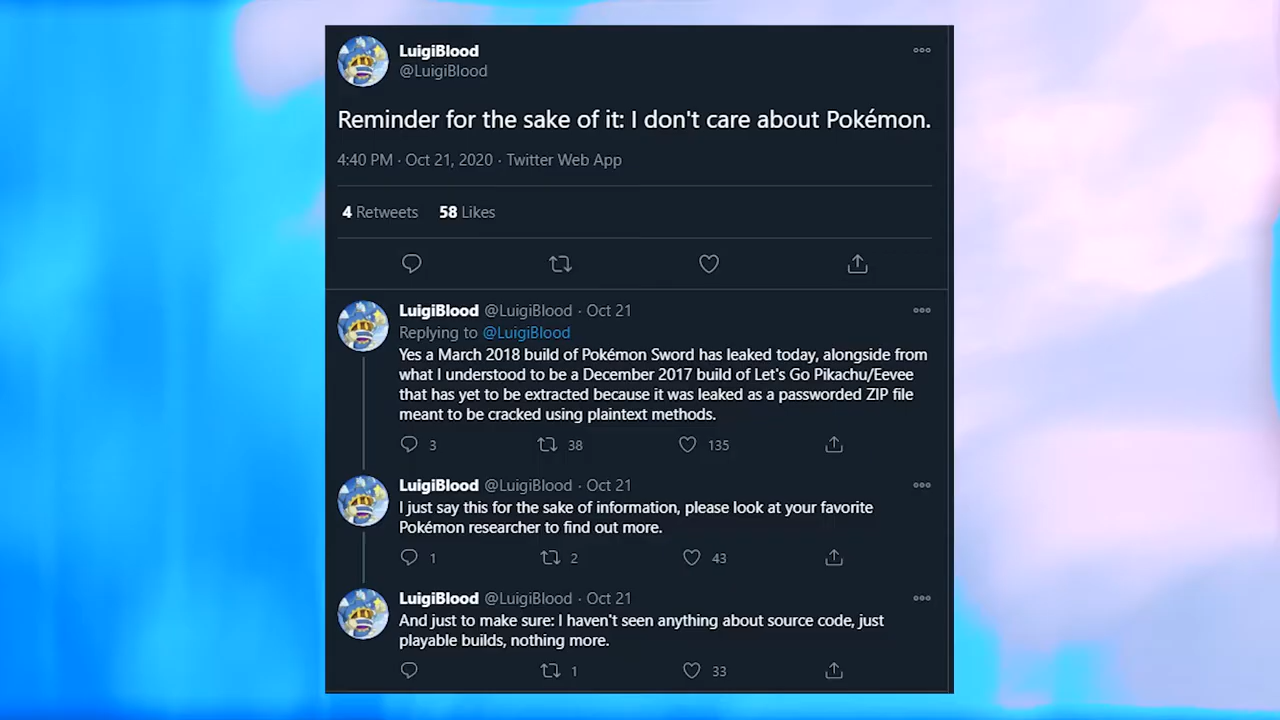 LuigiBlood
@LuigiBlood
Reminder for the sake of it: I don't care about Pokémon.
4:40 PM · Oct 21, 2020 · Twitter Web App
4 Retweets 58 Likes
LuigiBlood @LuigiBlood · Oct 21
Replying to @LuigiBlood
Yes a March 2018 build of Pokémon Sword has leaked today, alongside from
what I understood to be a December 2017 build of Let's Go Pikachu/Eevee
that has yet to be extracted because it was leaked as a passworded ZIP file
meant to be cracked using plaintext methods.
3 38 135
LuigiBlood @LuigiBlood · Oct 21
I just say this for the sake of information, please look at your favorite
Pokémon researcher to find out more.
1 2 43
LuigiBlood @LuigiBlood · Oct 21
And just to make sure: I haven't seen anything about source code, just
playable builds, nothing more.
1 33